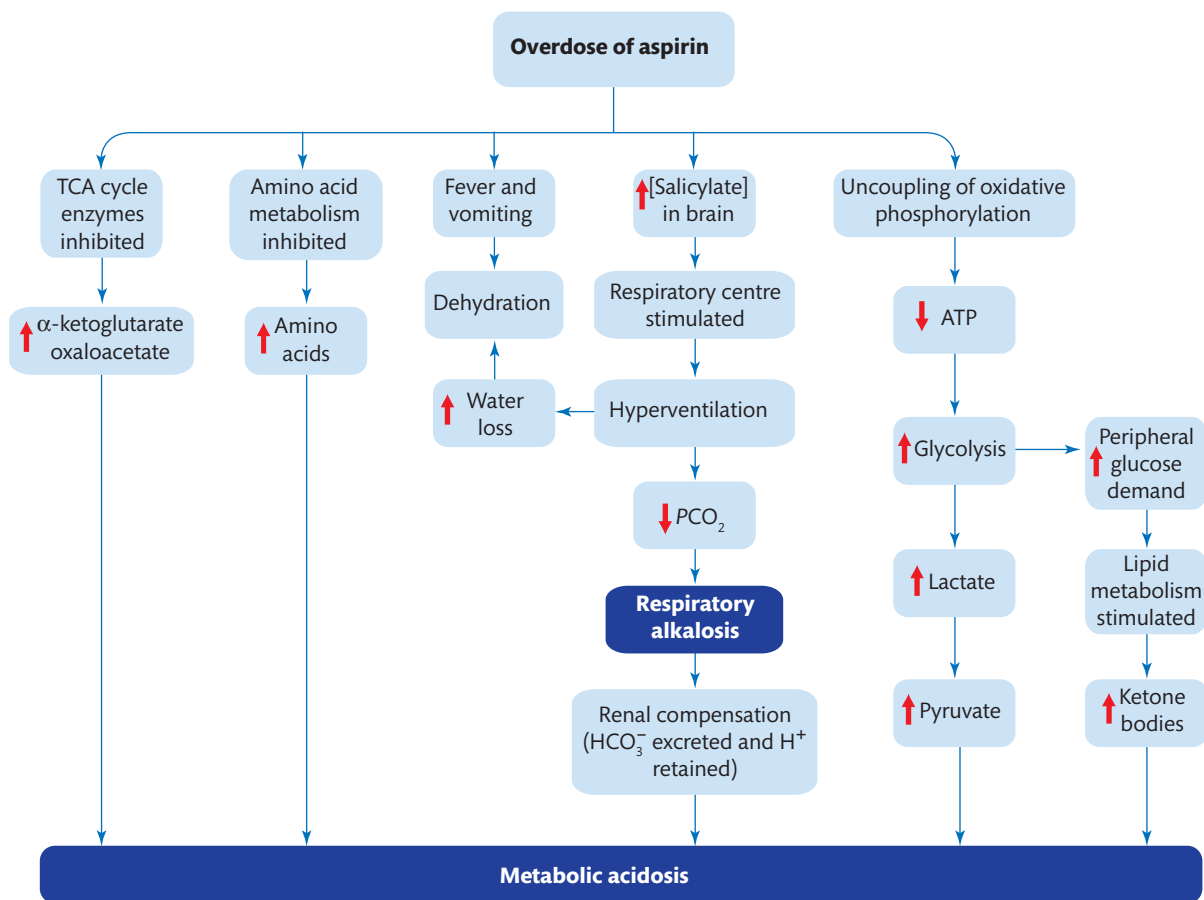 Overdose of aspirin
TCA cycle
enzymes
inhibited
Amino acid
metabolism
inhibited
Fever and
vomiting
[Salicylate]
in brain
Uncoupling of oxidative
phosphorylation
α-ketoglutarate
oxaloacetate
Amino
acids
Dehydration
Respiratory centre
stimulated
ATP
Water
loss
Hyperventilation
Glycolysis
Peripheral
glucose
demand
PCO₂
Lactate
Lipid
metabolism
stimulated
Respiratory
alkalosis
Renal compensation
(HCO₃⁻ excreted and H⁺
retained)
Pyruvate
Ketone
bodies
Metabolic acidosis